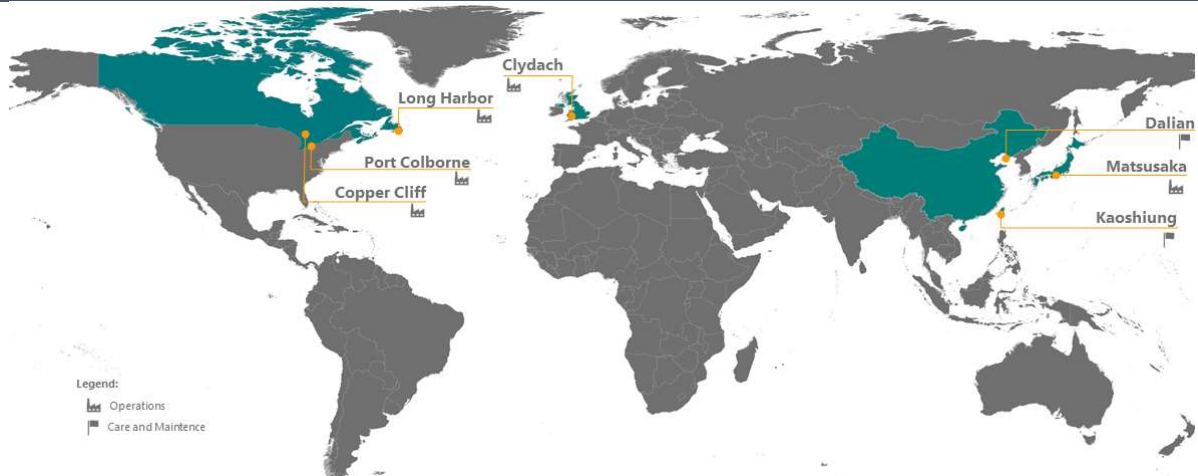 Clydach
Long Harbor
Dalian
Port Colborne
Matsusaka
Copper Cliff
Kaoshiung
Legend:
Operations
Care and Maintence